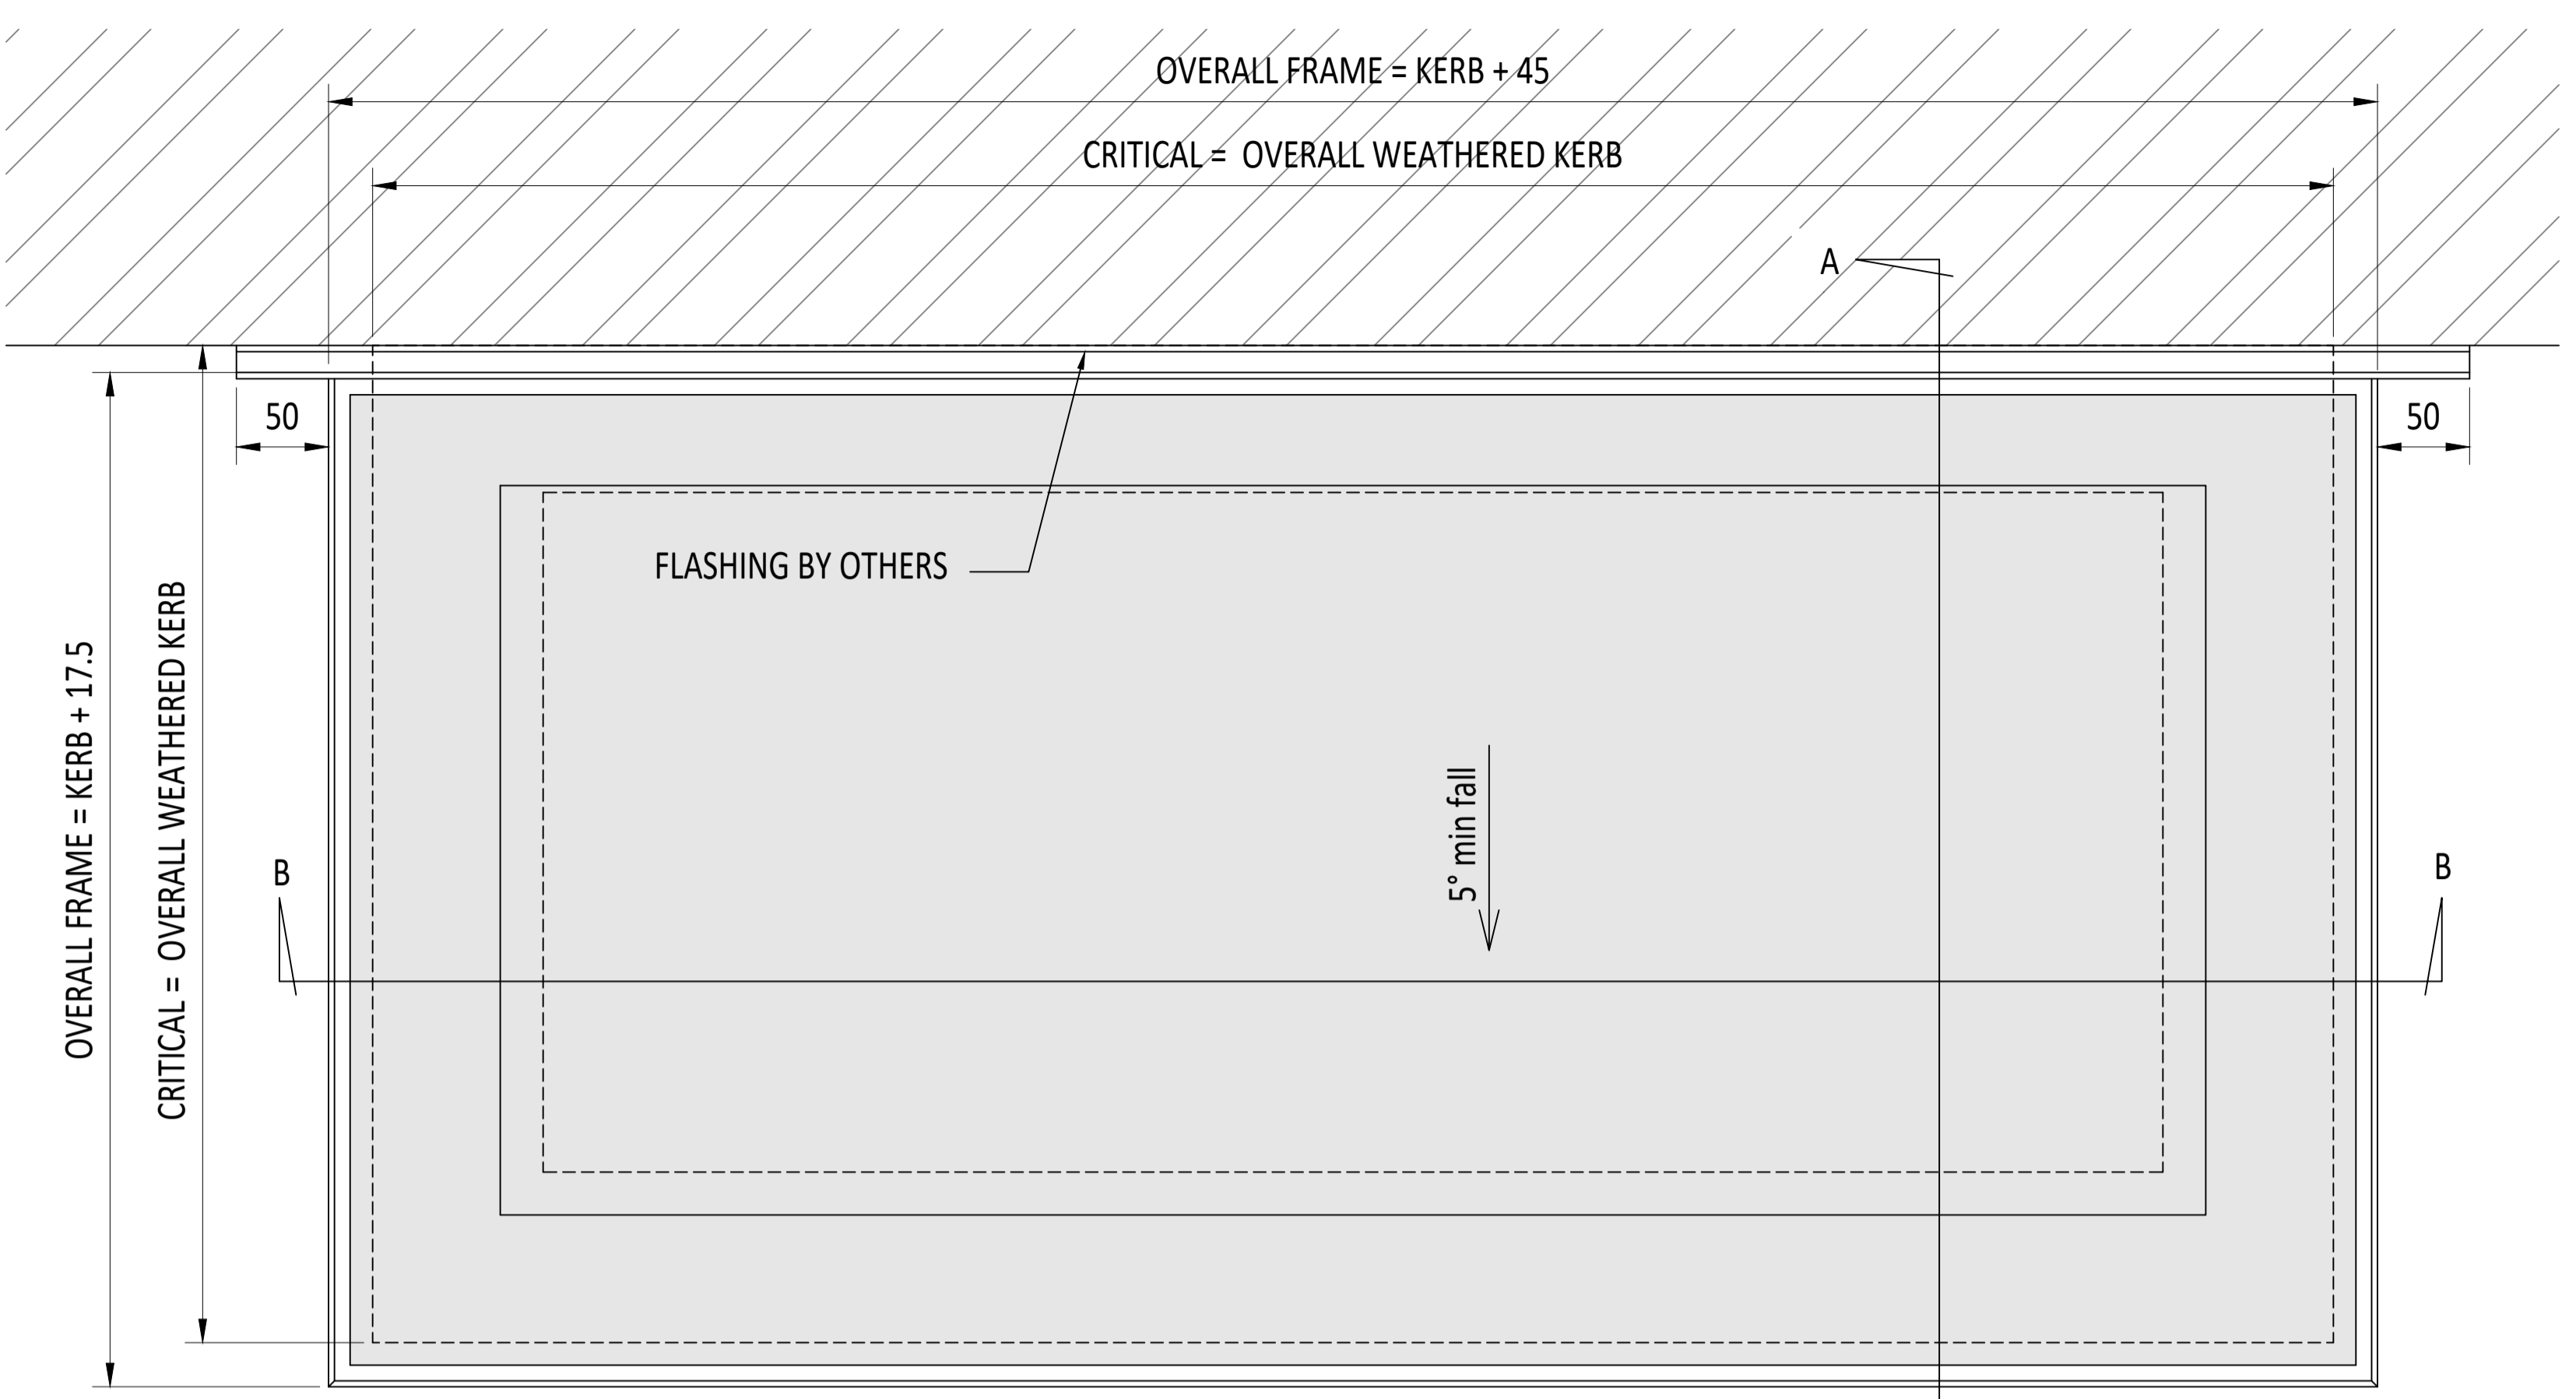 OVERALL FRAME = KERB + 45
CRITICAL = OVERALL WEATHERED KERB
A
50
50
FLASHING BY OTHERS
OVERALL FRAME = KERB + 17.5
CRITICAL = OVERALL WEATHERED KERB
5° min fall
B
B